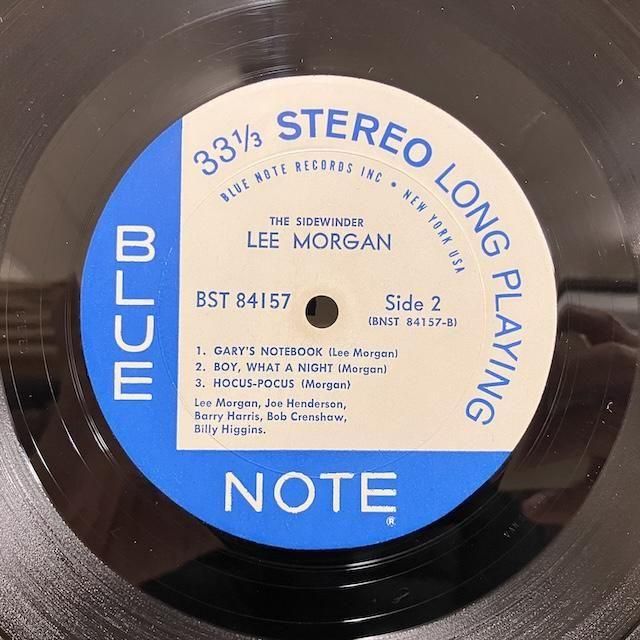 33 1/3 STEREO LONG PLAYING
BLUE NOTE RECORDS INC • NEW YORK USA
THE SIDEWINDER
LEE MORGAN
BST 84157
Side 2
(BNST 84157-B)
1. GARY'S NOTEBOOK (Lee Morgan)
2. BOY, WHAT A NIGHT (Morgan)
3. HOCUS-POCUS (Morgan)
Lee Morgan, Joe Henderson,
Barry Harris, Bob Crenshaw,
Billy Higgins.
BLUE
NOTE®